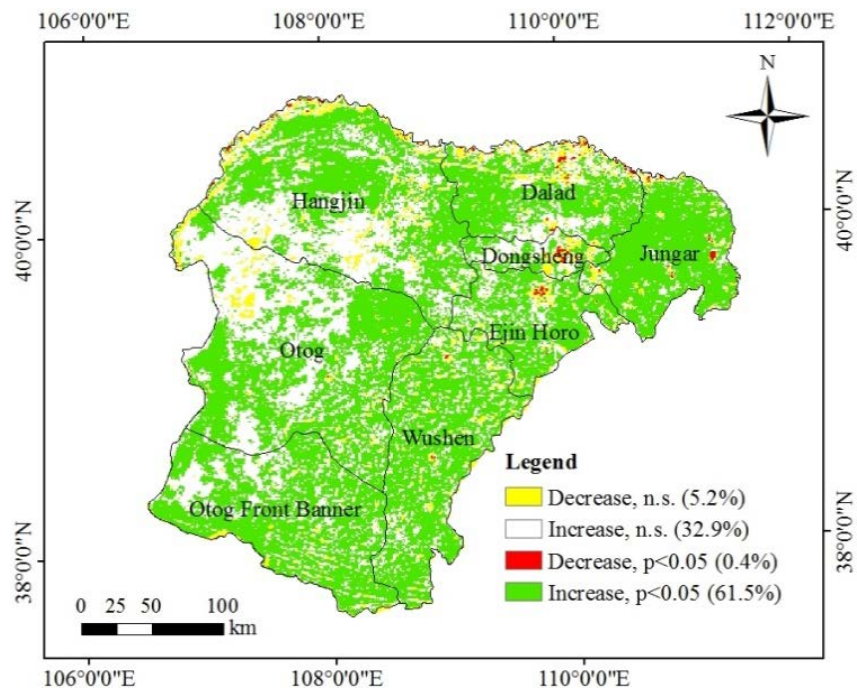 106°0'0"E 108°0'0"E 110°0'0"E 112°0'0"E
N
40°0'0"N
40°0'0"N
Hangjin
Dalad
Dongsheng
Jungar
Ejin Horo
Otog
Wushen
Otog Front Banner
38°0'0"N
38°0'0"N
Legend
Decrease, n.s. (5.2%)
Increase, n.s. (32.9%)
Decrease, p<0.05 (0.4%)
Increase, p<0.05 (61.5%)
0 25 50 100
km
106°0'0"E 108°0'0"E 110°0'0"E